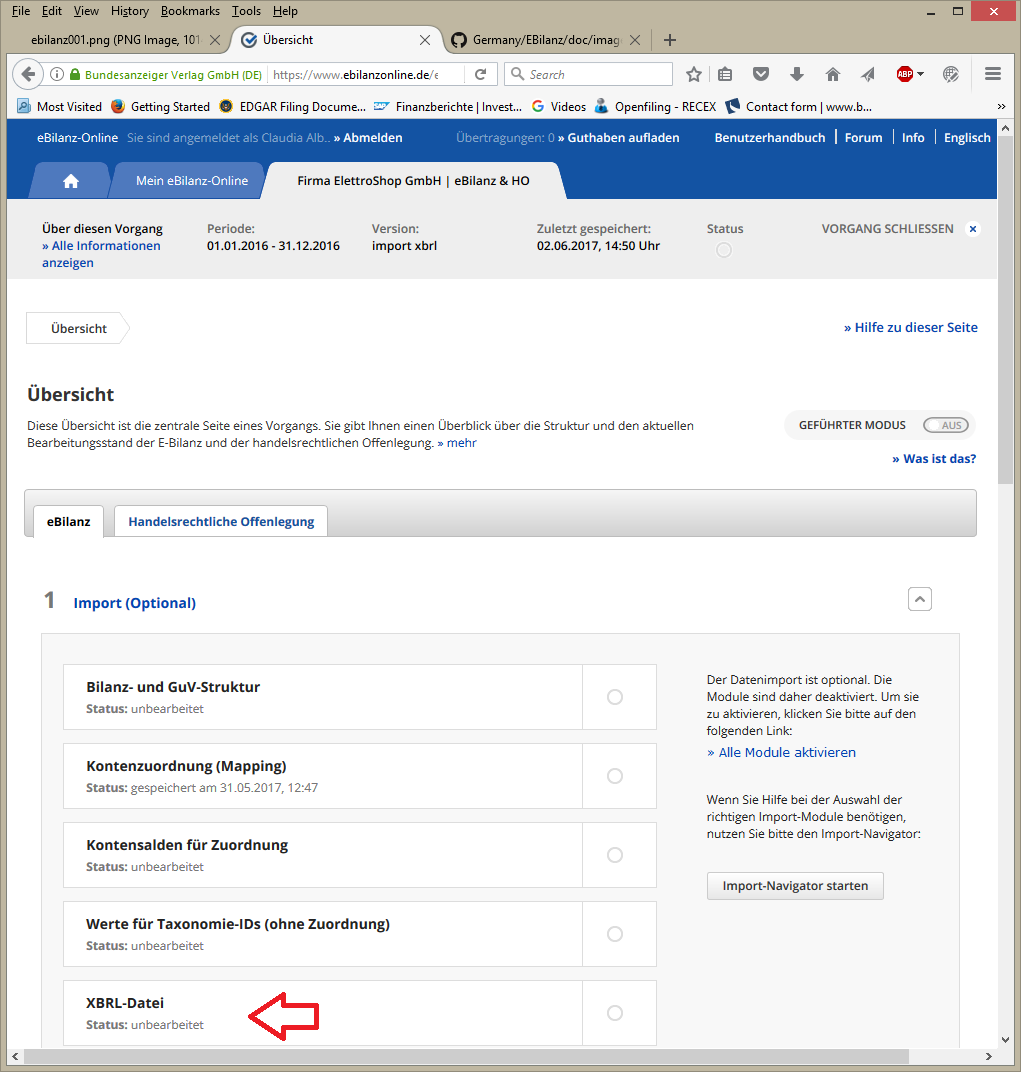 File Edit View History Bookmarks Tools Help
ebilanz001.png (PNG Image, 101
Übersicht
Germany/EBilanz/doc/imag
Bundesanzeiger Verlag GmbH (DE) https://www.ebilanzonline.de/e
Search
ABP
Most Visited Getting Started EDGAR Filing Docume... Finanzberichte | Invest... Videos Openfiling - RECEX Contact form | www.b... »
eBilanz-Online Sie sind angemeldet als Claudia Alb.. » Abmelden Übertragungen: 0 » Guthaben aufladen Benutzerhandbuch | Forum | Info | Englisch
Mein eBilanz-Online Firma ElettroShop GmbH | eBilanz & HO
Über diesen Vorgang
» Alle Informationen
anzeigen
Periode:
01.01.2016 - 31.12.2016
Version:
import xbrl
Zuletzt gespeichert:
02.06.2017, 14:50 Uhr
Status
VORGANG SCHLIESSEN
Übersicht
» Hilfe zu dieser Seite
Übersicht
Diese Übersicht ist die zentrale Seite eines Vorgangs. Sie gibt Ihnen einen Überblick über die Struktur und den aktuellen
Bearbeitungsstand der E-Bilanz und der handelsrechtlichen Offenlegung. » mehr
GEFÜHRTER MODUS AUS
» Was ist das?
eBilanz Handelsrechtliche Offenlegung
1 Import (Optional)
Bilanz- und GuV-Struktur
Status: unbearbeitet
Kontenzuordnung (Mapping)
Status: gespeichert am 31.05.2017, 12:47
Kontensalden für Zuordnung
Status: unbearbeitet
Werte für Taxonomie-IDs (ohne Zuordnung)
Status: unbearbeitet
XBRL-Datei
Status: unbearbeitet
Der Datenimport ist optional. Die
Module sind daher deaktiviert. Um sie
zu aktivieren, klicken Sie bitte auf den
folgenden Link:
» Alle Module aktivieren
Wenn Sie Hilfe bei der Auswahl der
richtigen Import-Module benötigen,
nutzen Sie bitte den Import-Navigator:
Import-Navigator starten